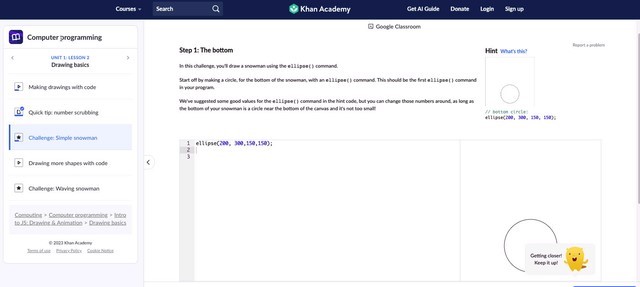 Courses
Search
Khan Academy
Get AI Guide
Donate
Login
Sign up
Computer programming
UNIT 1: LESSON 2
Drawing basics
Making drawings with code
Quick tip: number scrubbing
Challenge: Simple snowman
Drawing more shapes with code
Challenge: Waving snowman
Computing > Computer programming > Intro
to JS: Drawing & Animation > Drawing basics
© 2023 Khan Academy
Terms of use Privacy Policy Cookie Notice
Google Classroom
Report a problem
Step 1: The bottom
In this challenge, you'll draw a snowman using the ellipse() command.
Start off by making a circle, for the bottom of the snowman, with an ellipse() command. This should be the first ellipse() command
in your program.
We've suggested some good values for the ellipse() command in the hint code, but you can change those numbers around, as long as
the bottom of your snowman is a circle near the bottom of the canvas and it's not too small!
Hint What's this?
// bottom circle:
ellipse(200, 300, 150, 150);
1 ellipse(200, 300,150,150);
2
3
Getting closer!
Keep it up!